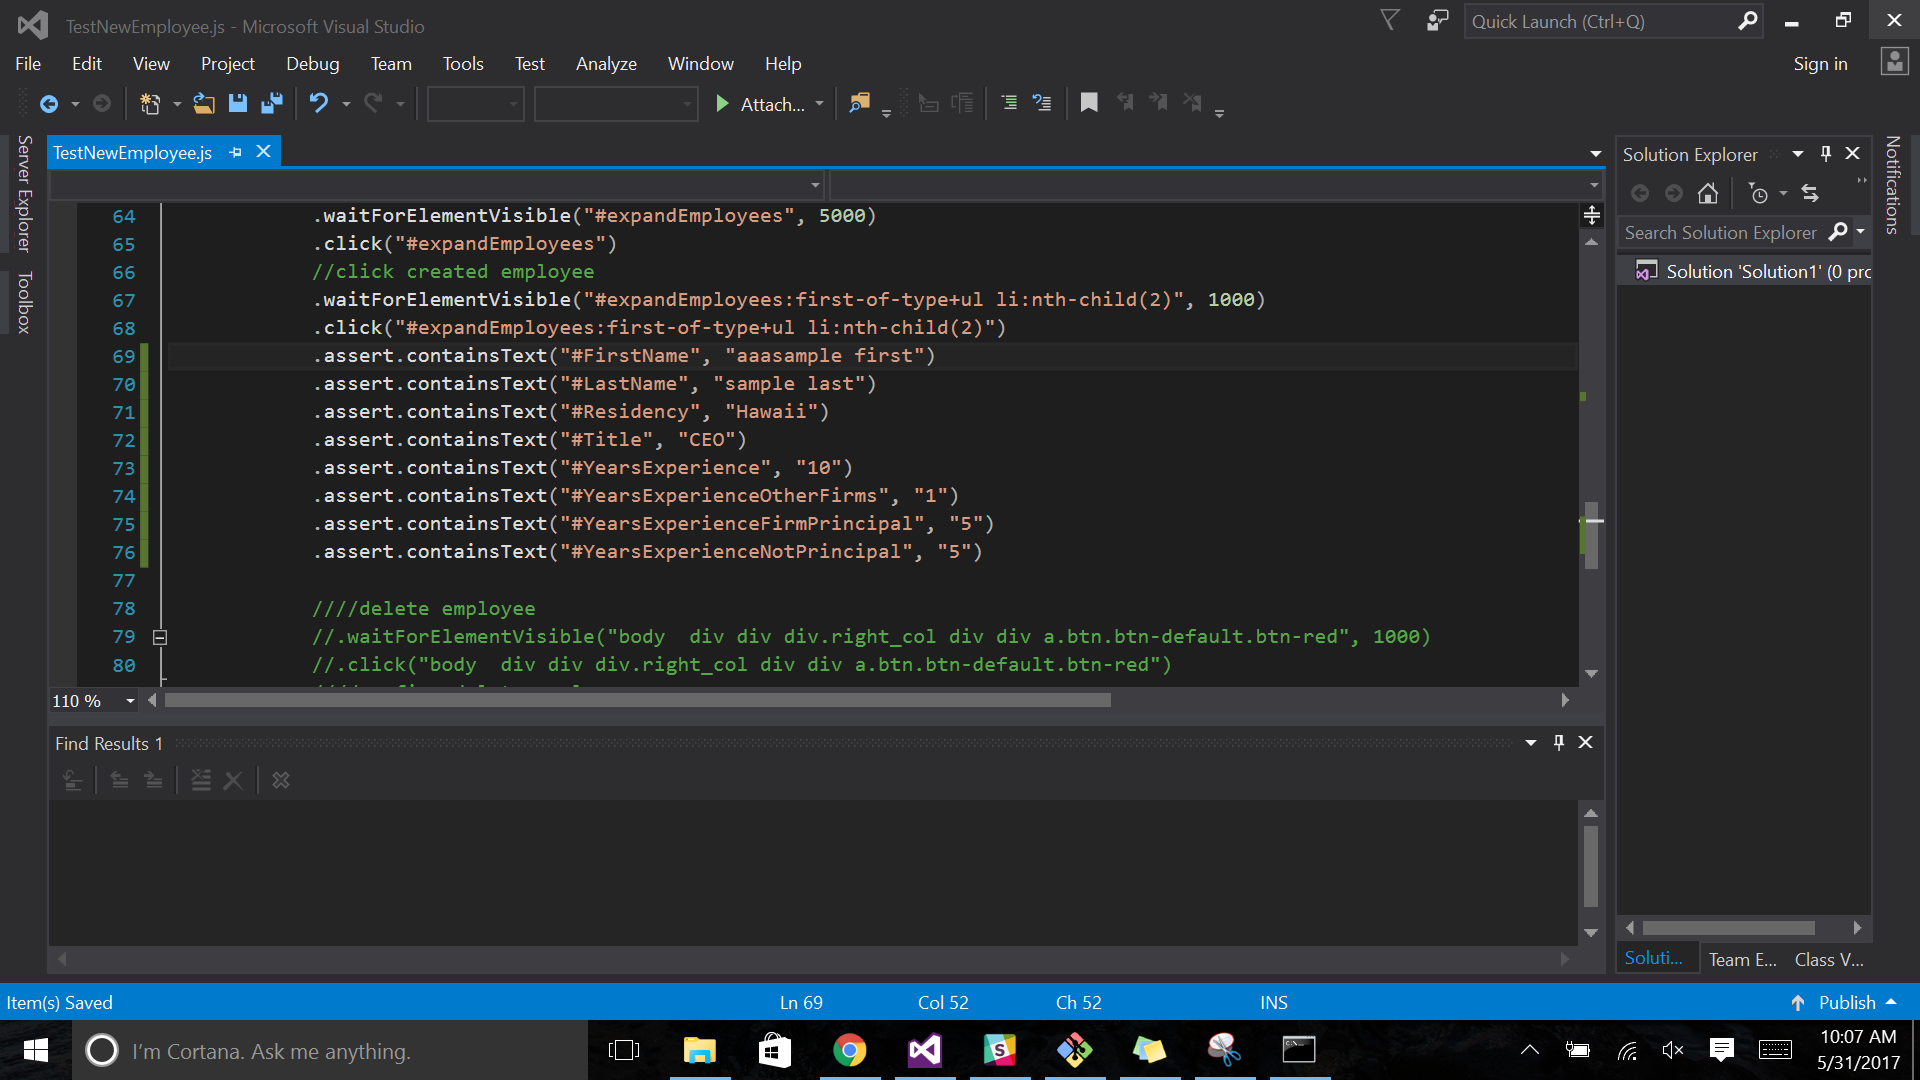 TestNewEmployee.js - Microsoft Visual Studio
Quick Launch (Ctrl+Q)
File Edit View Project Debug Team Tools Test Analyze Window Help
Sign in
Attach...
Server Explorer
Toolbox
TestNewEmployee.js
64 .waitForElementVisible("#expandEmployees", 5000)
65 .click("#expandEmployees")
66 //click created employee
67 .waitForElementVisible("#expandEmployees:first-of-type+ul li:nth-child(2)", 1000)
68 .click("#expandEmployees:first-of-type+ul li:nth-child(2)")
69 .assert.containsText("#FirstName", "aaasample first")
70 .assert.containsText("#LastName", "sample last")
71 .assert.containsText("#Residency", "Hawaii")
72 .assert.containsText("#Title", "CEO")
73 .assert.containsText("#YearsExperience", "10")
74 .assert.containsText("#YearsExperienceOtherFirms", "1")
75 .assert.containsText("#YearsExperienceFirmPrincipal", "5")
76 .assert.containsText("#YearsExperienceNotPrincipal", "5")
77
78 ////delete employee
79 //.waitForElementVisible("body  div div div.right_col div div a.btn.btn-default.btn-red", 1000)
80 //.click("body  div div div.right_col div div a.btn.btn-default.btn-red")
110 %
Find Results 1
Solution Explorer
Search Solution Explorer
Solution 'Solution1' (0 pro
Soluti...
Team E...
Class V...
Notifications
Item(s) Saved
Ln 69
Col 52
Ch 52
INS
Publish
I'm Cortana. Ask me anything.
10:07 AM
5/31/2017